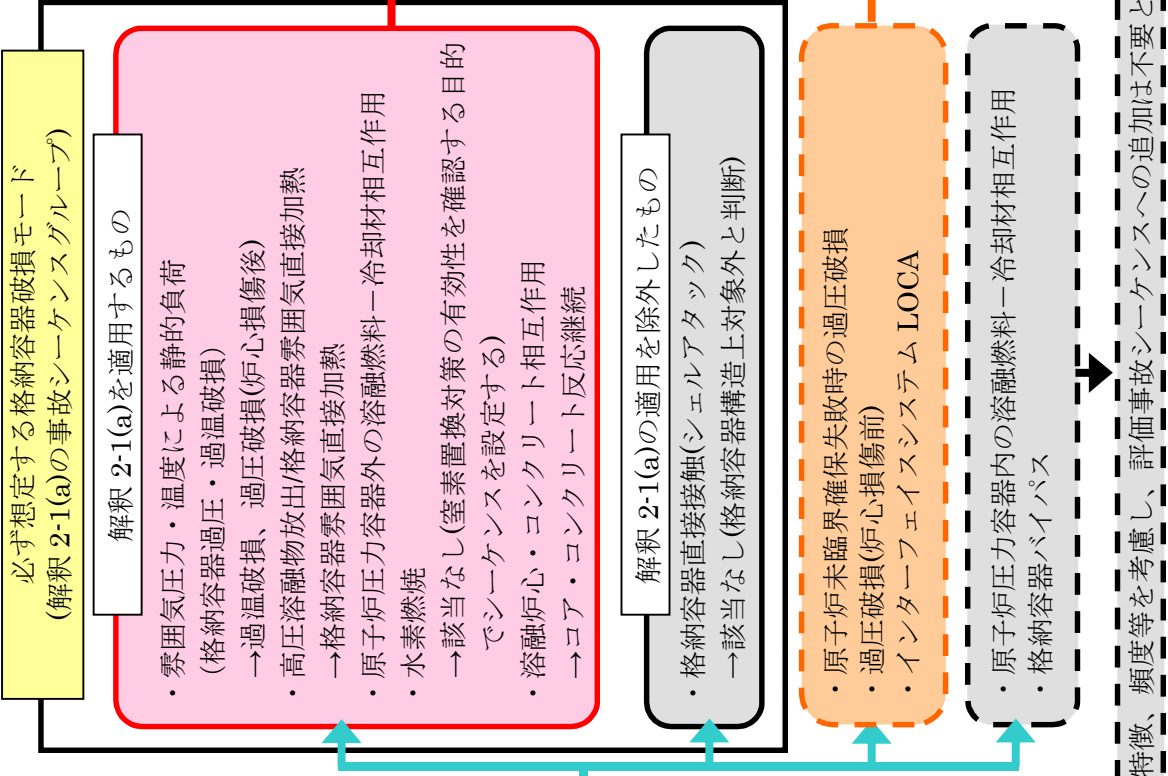 必ず想定する格納容器破損モード
(解釈 2-1(a)の事故シーケンスグループ)
解釈 2-1(a)を適用するもの
・雰囲気圧力・温度による静的負荷
(格納容器過圧・過温破損)
→過温破損、過圧破損(炉心損傷後)
・高圧溶融物放出/格納容器雰囲気直接加熱
→格納容器雰囲気直接加熱
・原子炉圧力容器外の溶融燃料－冷却材相互作用
・水素燃焼
→該当なし(窒素置換対策の有効性を確認する目的
でシーケンスを設定する)
・溶融炉心・コンクリート相互作用
→コア・コンクリート反応継続
解釈 2-1(a)の適用を除外したもの
・格納容器直接接触(シェルアタック)
→該当なし(格納容器構造上対象外と判断)
・原子炉未臨界確保失敗時の過圧破損
・過圧破損(炉心損傷前)
・インターフェイスシステム LOCA
・原子炉圧力容器内の溶融燃料－冷却材相互作用
・格納容器バイパス
特徴、頻度等を考慮し、評価事故シーケンスへの追加は不要と